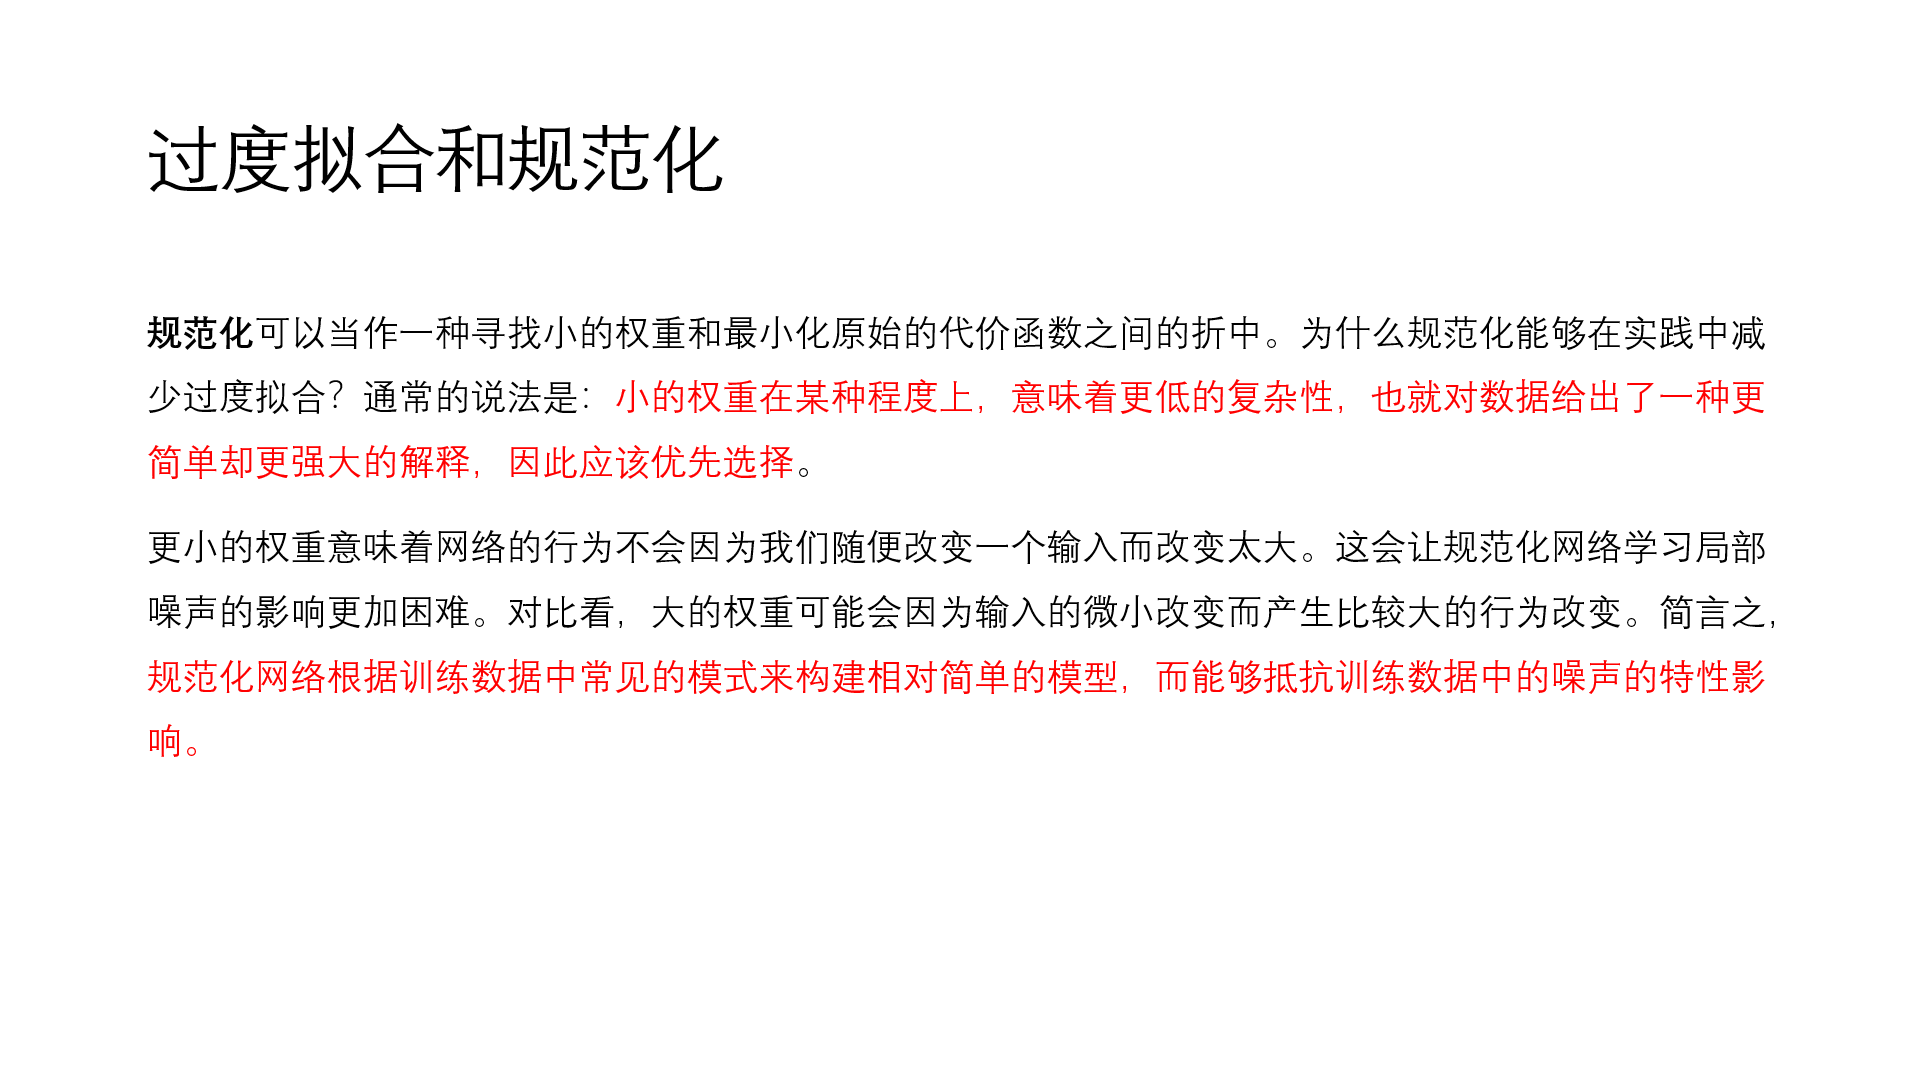 过度拟合和规范化
规范化可以当作一种寻找小的权重和最小化原始的代价函数之间的折中。为什么规范化能够在实践中减
少过度拟合？通常的说法是：小的权重在某种程度上，意味着更低的复杂性，也就对数据给出了一种更
简单却更强大的解释，因此应该优先选择。
更小的权重意味着网络的行为不会因为我们随便改变一个输入而改变太大。这会让规范化网络学习局部
噪声的影响更加困难。对比看，大的权重可能会因为输入的微小改变而产生比较大的行为改变。简言之，
规范化网络根据训练数据中常见的模式来构建相对简单的模型，而能够抵抗训练数据中的噪声的特性影
响。